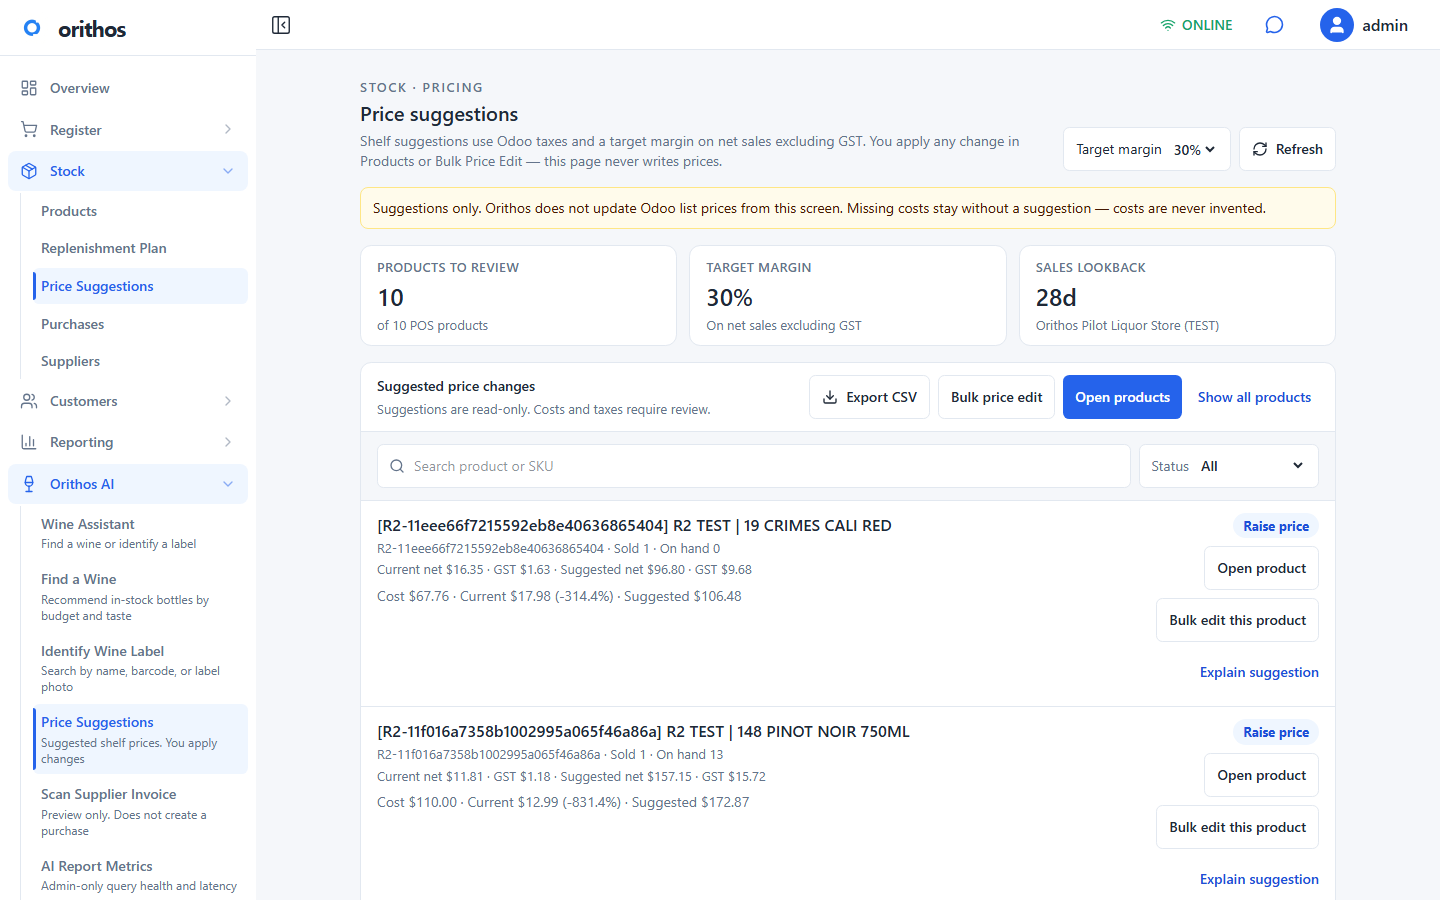 orithos
ONLINE
admin
Overview
Register
Stock
Products
Replenishment Plan
Price Suggestions
Purchases
Suppliers
Customers
Reporting
Orithos AI
Wine Assistant
Find a wine or identify a label
Find a Wine
Recommend in-stock bottles by
budget and taste
Identify Wine Label
Search by name, barcode, or label
photo
Price Suggestions
Suggested shelf prices. You apply
changes
Scan Supplier Invoice
Preview only. Does not create a
purchase
AI Report Metrics
Admin-only query health and latency
STOCK · PRICING
Price suggestions
Shelf suggestions use Odoo taxes and a target margin on net sales excluding GST. You apply any change in
Products or Bulk Price Edit — this page never writes prices.
Target margin 30%
Refresh
Suggestions only. Orithos does not update Odoo list prices from this screen. Missing costs stay without a suggestion — costs are never invented.
PRODUCTS TO REVIEW
10
of 10 POS products
TARGET MARGIN
30%
On net sales excluding GST
SALES LOOKBACK
28d
Orithos Pilot Liquor Store (TEST)
Suggested price changes
Suggestions are read-only. Costs and taxes require review.
Export CSV
Bulk price edit
Open products
Show all products
Search product or SKU
Status All
[R2-11eee66f7215592eb8e40636865404] R2 TEST | 19 CRIMES CALI RED
R2-11eee66f7215592eb8e40636865404 · Sold 1 · On hand 0
Current net $16.35 · GST $1.63 · Suggested net $96.80 · GST $9.68
Cost $67.76 · Current $17.98 (-314.4%) · Suggested $106.48
Raise price
Open product
Bulk edit this product
Explain suggestion
[R2-11f016a7358b1002995a065f46a86a] R2 TEST | 148 PINOT NOIR 750ML
R2-11f016a7358b1002995a065f46a86a · Sold 1 · On hand 13
Current net $11.81 · GST $1.18 · Suggested net $157.15 · GST $15.72
Cost $110.00 · Current $12.99 (-831.4%) · Suggested $172.87
Raise price
Open product
Bulk edit this product
Explain suggestion